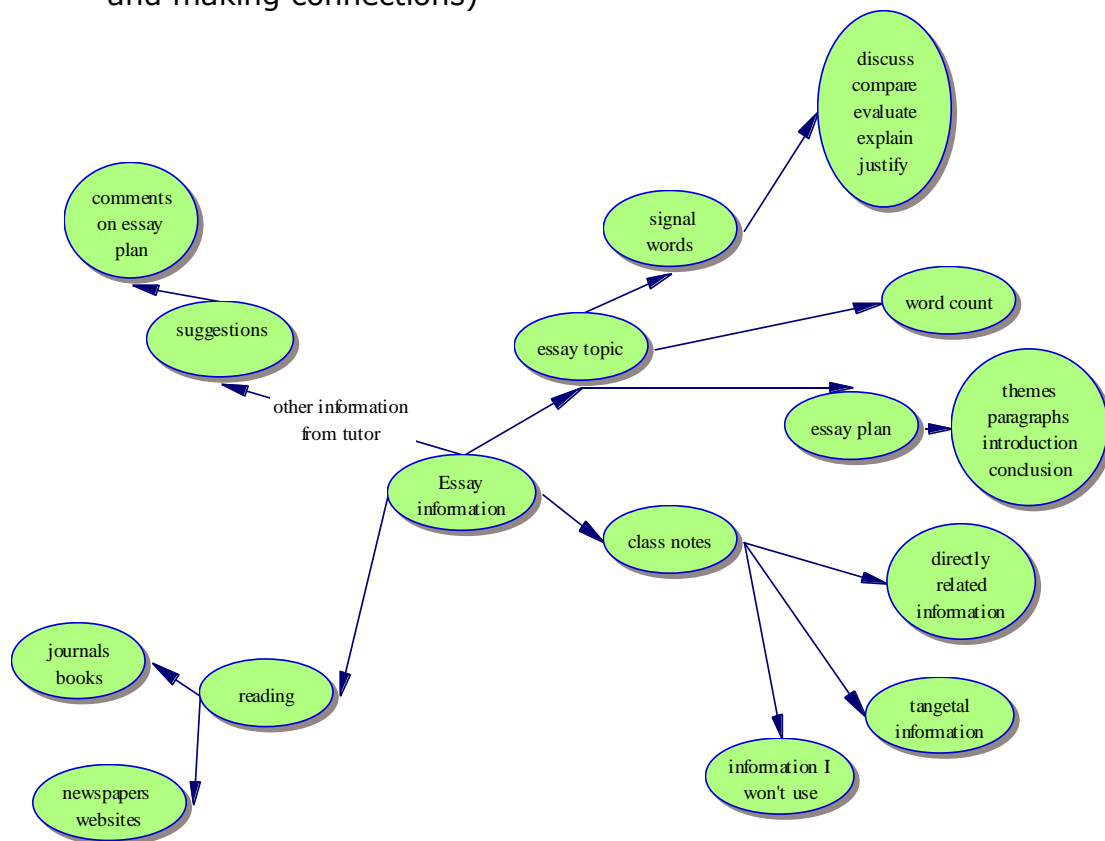 and making connections)
discuss
compare
evaluate
explain
justify
comments
on essay
plan
signal
words
word count
suggestions
essay topic
themes
paragraphs
introduction
conclusion
other information
from tutor
essay plan
Essay
information
class notes
directly
related
information
journals
books
reading
tangetal
information
information I
won't use
newspapers
websites